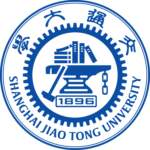 學大通交
1896
SHANGHAI JIAO TONG UNIVERSITY